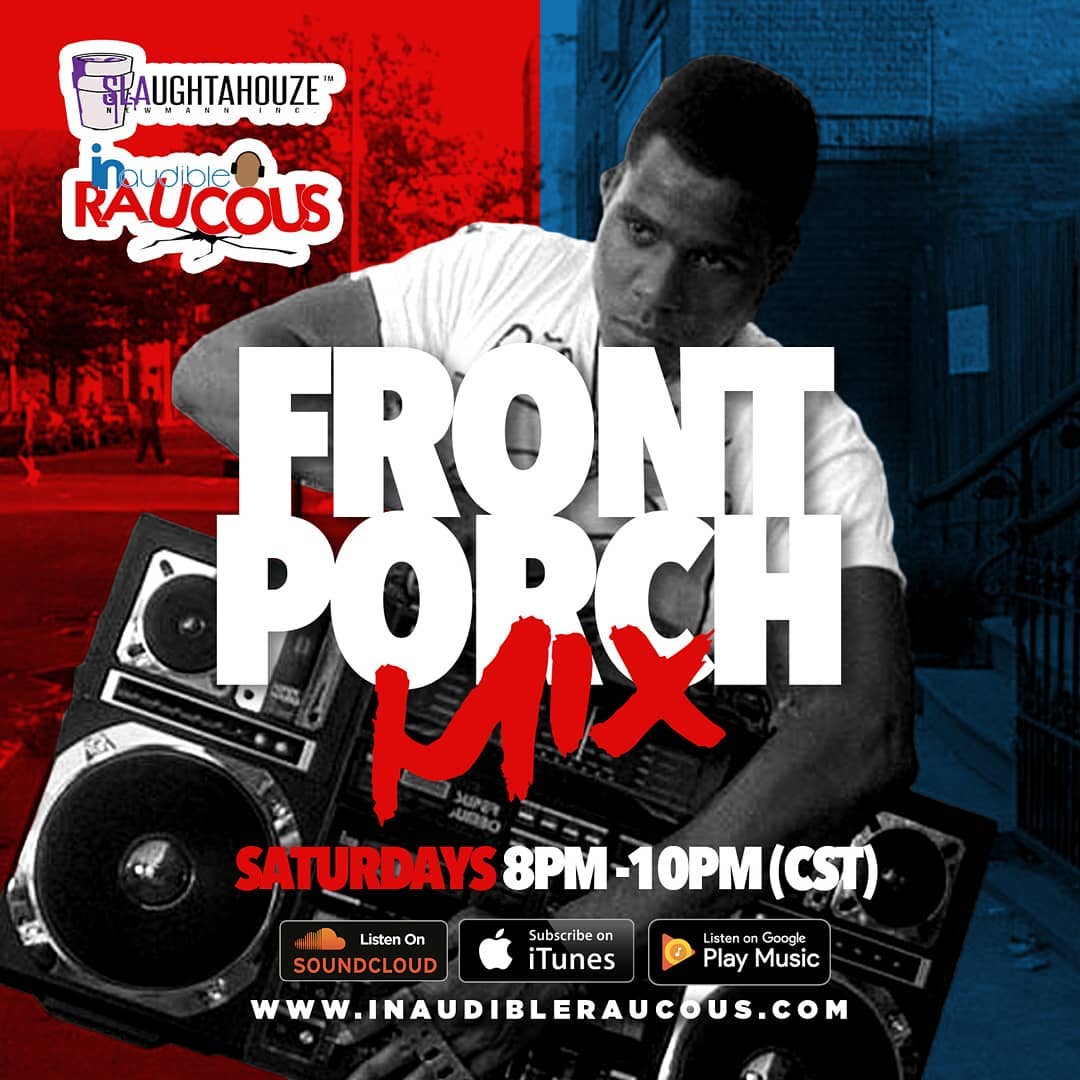 SLAUGHTAHOUZE™
NEWMANN INC.
inaudible
RAUCOUS
FRONT
PORCH
MIX
SATURDAYS 8PM -10PM (CST)
Listen On
SOUNDCLOUD
Subscribe on
iTunes
Listen on Google
Play Music
WWW.INAUDIBLERAUCOUS.COM